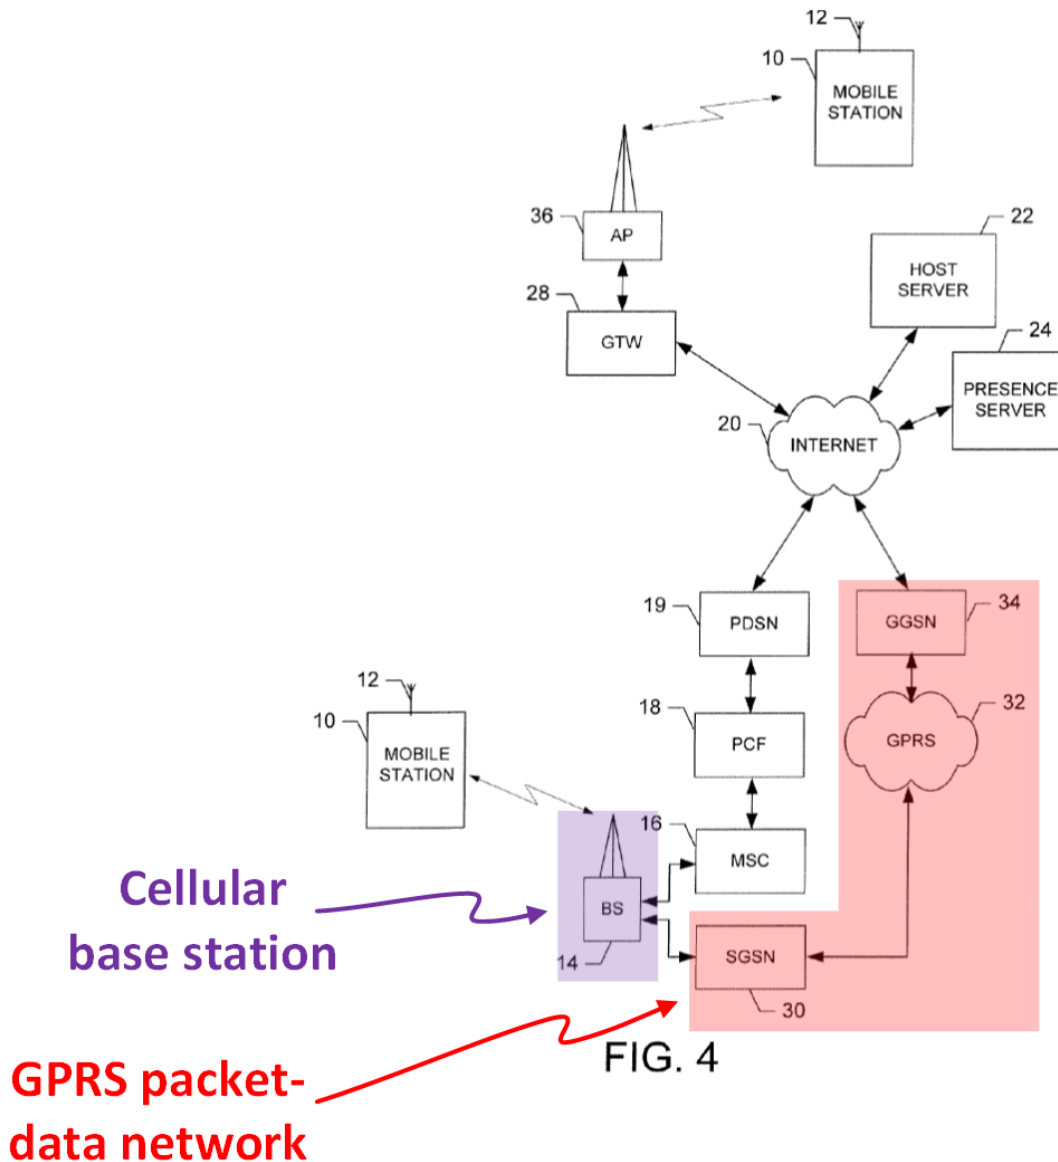 12
10
MOBILE
STATION
36
AP
22
HOST
SERVER
28
GTW
24
PRESENCE
SERVER
20
INTERNET
19
PDSN
GGSN
34
12
10
MOBILE
STATION
18
PCF
GPRS
32
16
MSC
Cellular
base station
BS
14
SGSN
30
FIG. 4
GPRS packet-
data network